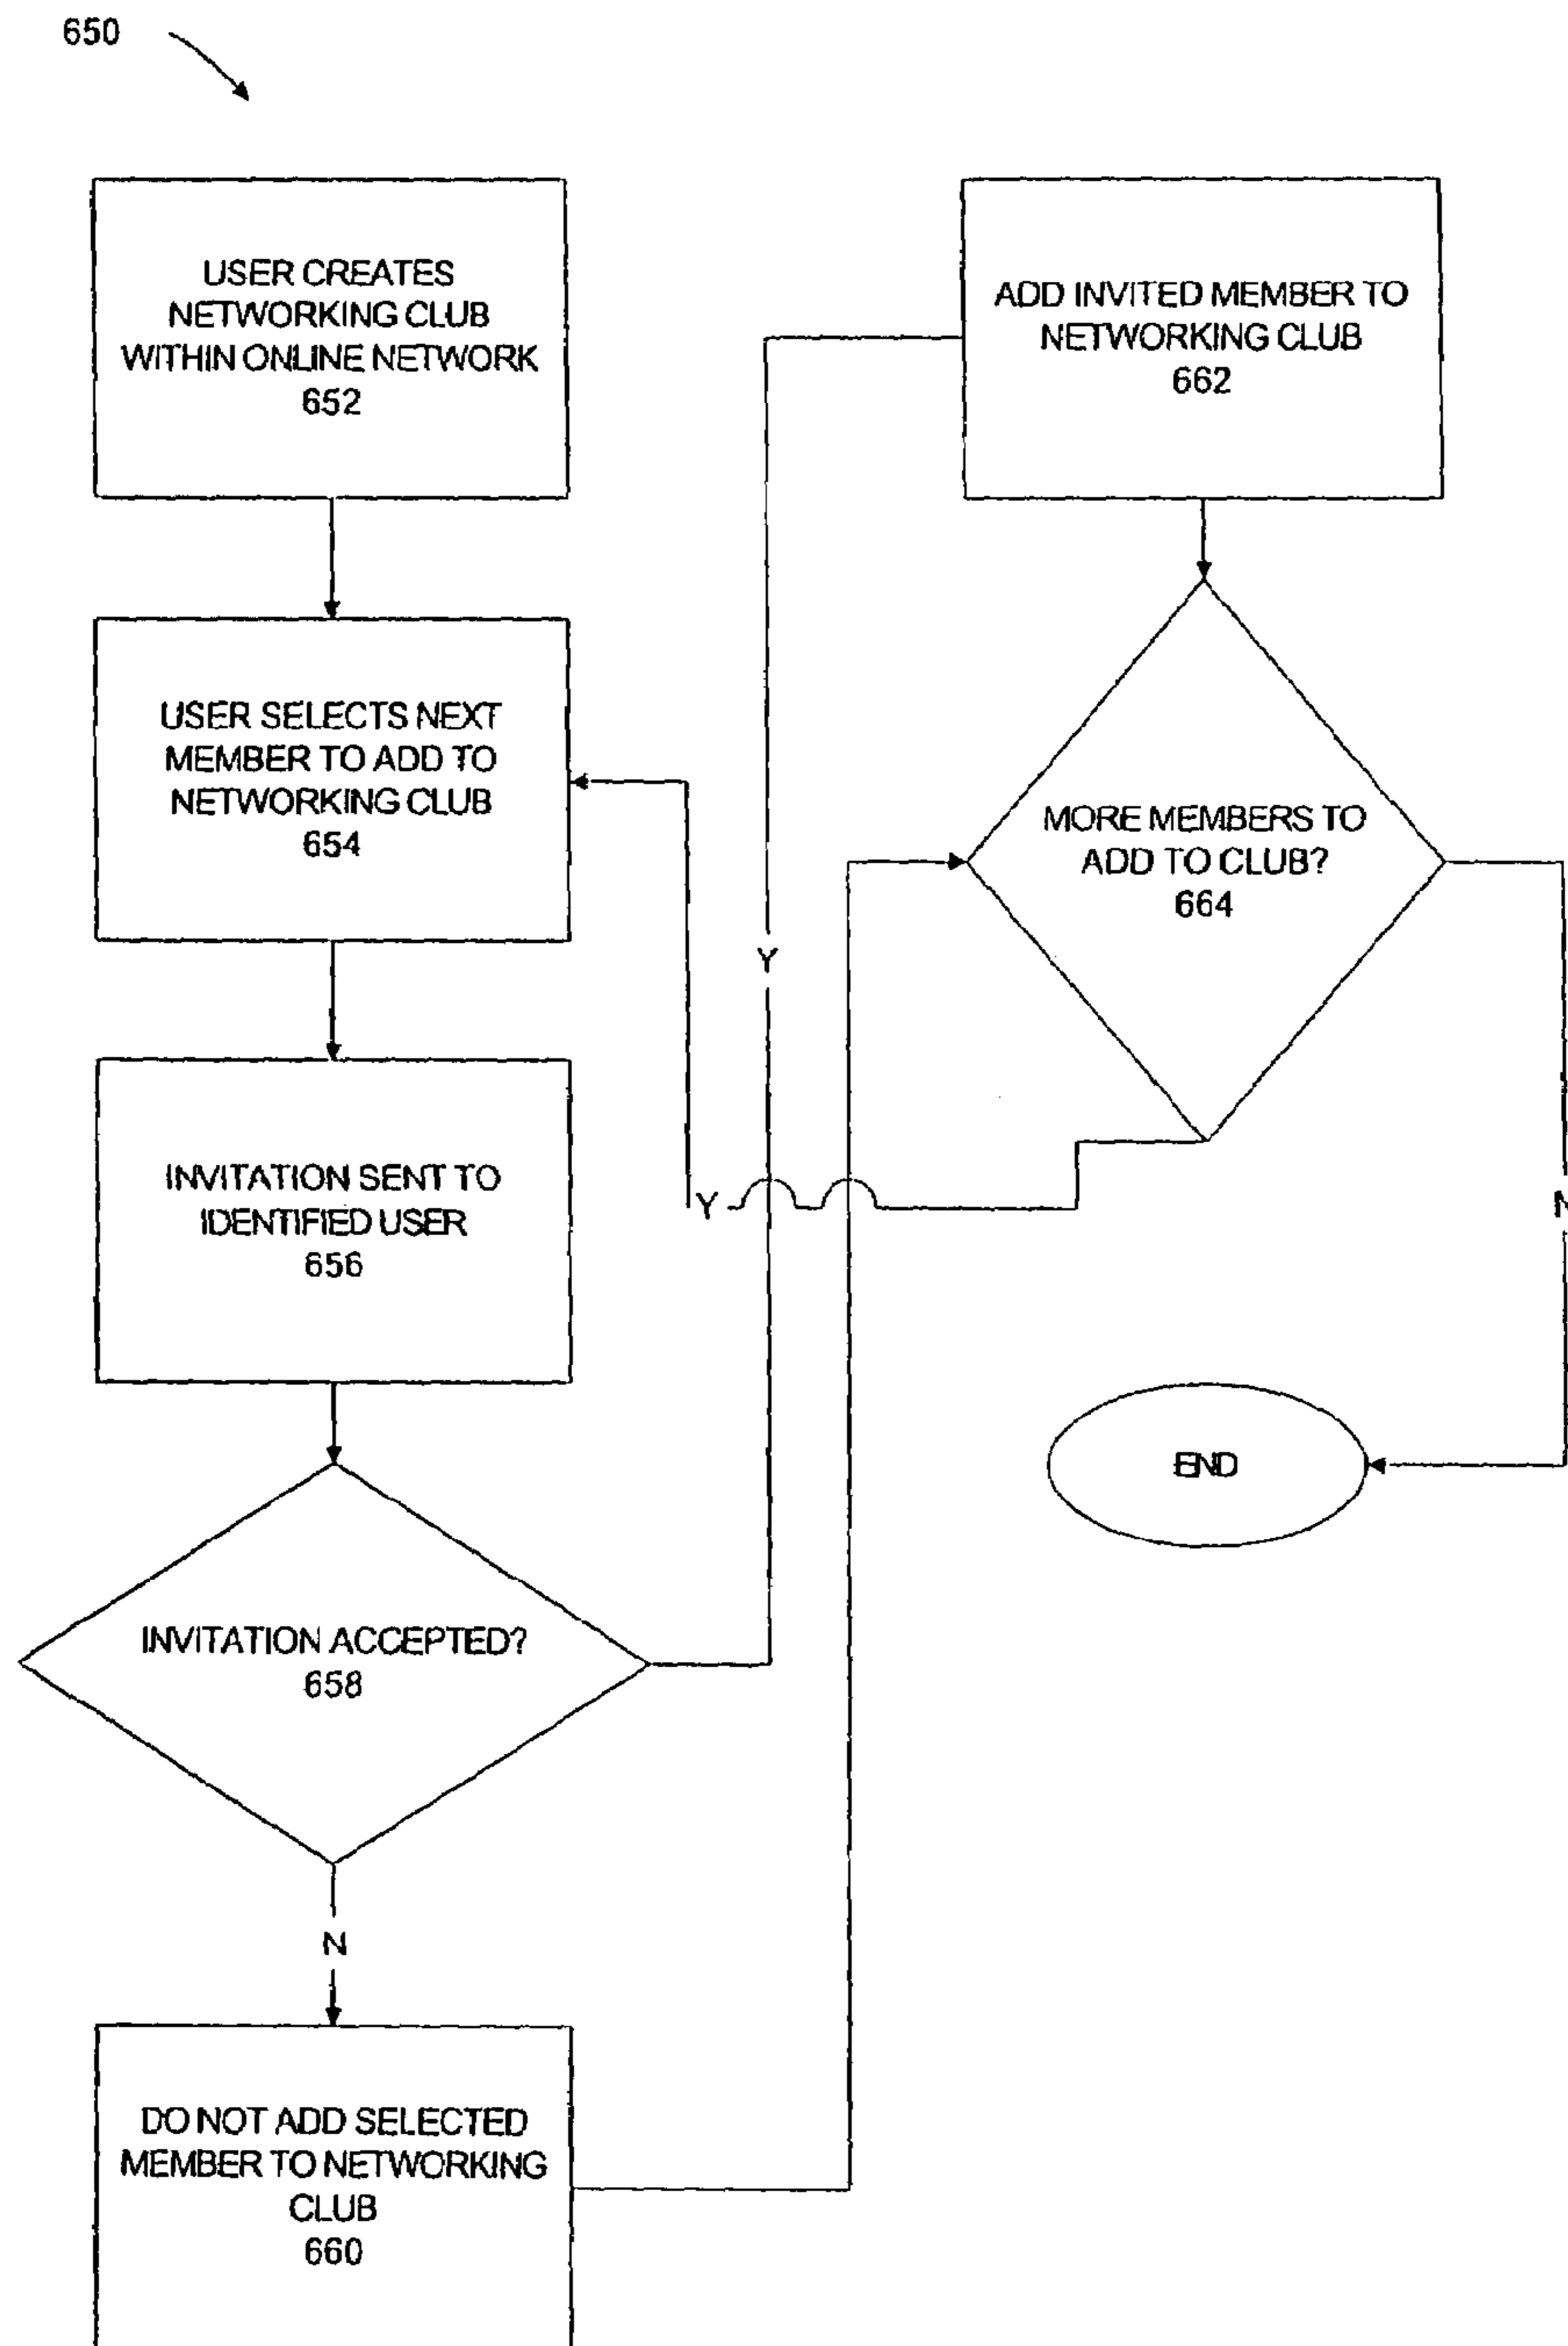 650
USER CREATES
NETWORKING CLUB
WITHIN ONLINE NETWORK
652
USER SELECTS NEXT
MEMBER TO ADD TO
NETWORKING CLUB
654
INVITATION SENT TO
IDENTIFIED USER
656
INVITATION ACCEPTED?
658
N
DO NOT ADD SELECTED
MEMBER TO NETWORKING
CLUB
660
Y
Y
ADD INVITED MEMBER TO
NETWORKING CLUB
662
MORE MEMBERS TO
ADD TO CLUB?
664
N
END